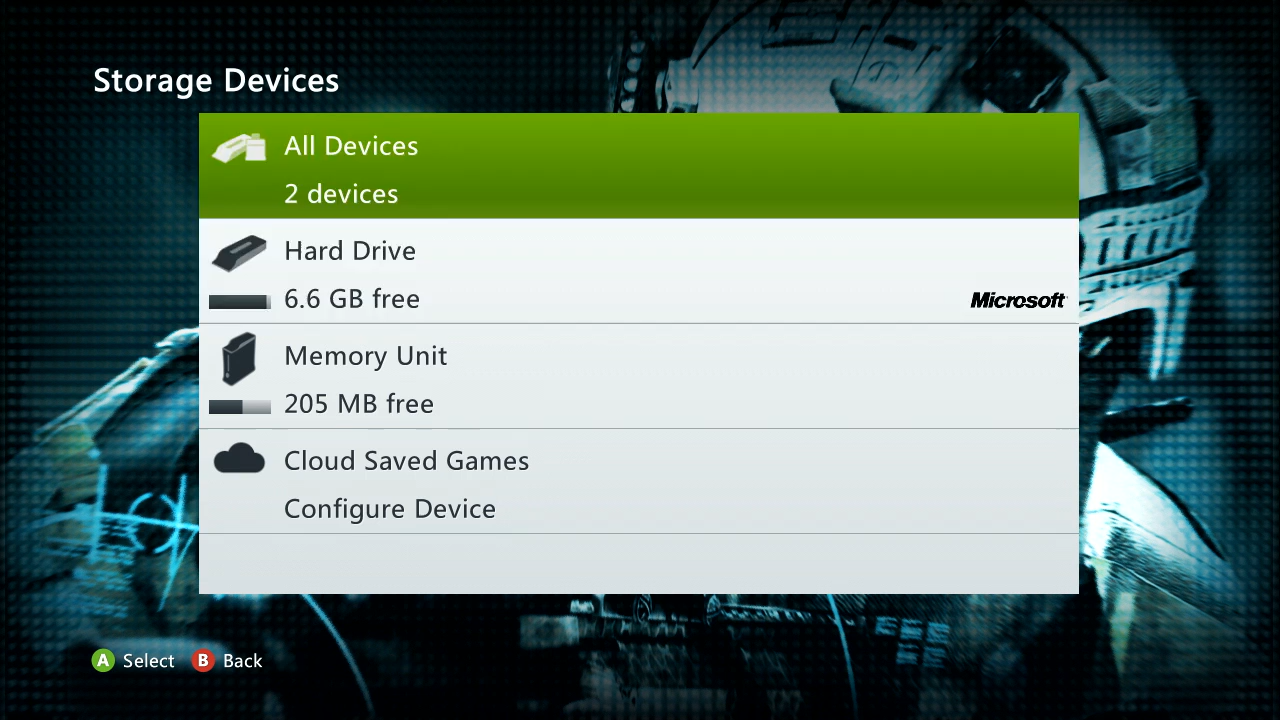 Storage Devices
All Devices
2 devices
Hard Drive
6.6 GB free
Microsoft
Memory Unit
205 MB free
Cloud Saved Games
Configure Device
A Select B Back